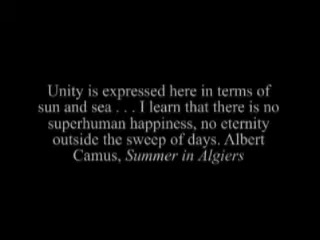 Unity is expressed here in terms of
sun and sea . . . I learn that there is no
superhuman happiness, no eternity
outside the sweep of days. Albert
Camus, Summer in Algiers